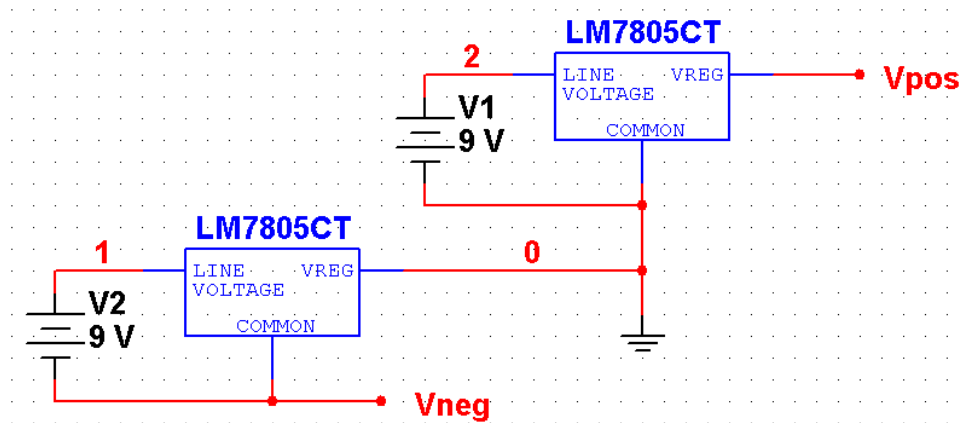 LM7805CT
2
LINE VREG
VOLTAGE
COMMON
Vpos
V1
9 V
LM7805CT
1
0
LINE VREG
VOLTAGE
COMMON
V2
9 V
Vneg